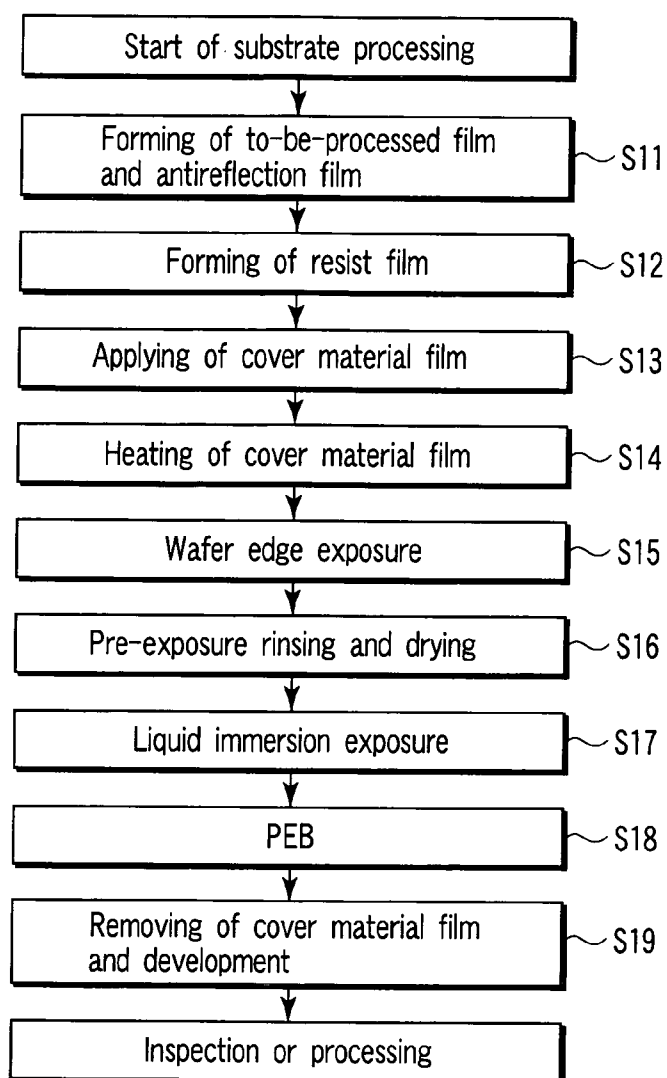 Start of substrate processing
Forming of to-be-processed film
and antireflection film
S11
Forming of resist film
S12
Applying of cover material film
S13
Heating of cover material film
S14
Wafer edge exposure
S15
Pre-exposure rinsing and drying
S16
Liquid immersion exposure
S17
PEB
S18
Removing of cover material film
and development
S19
Inspection or processing